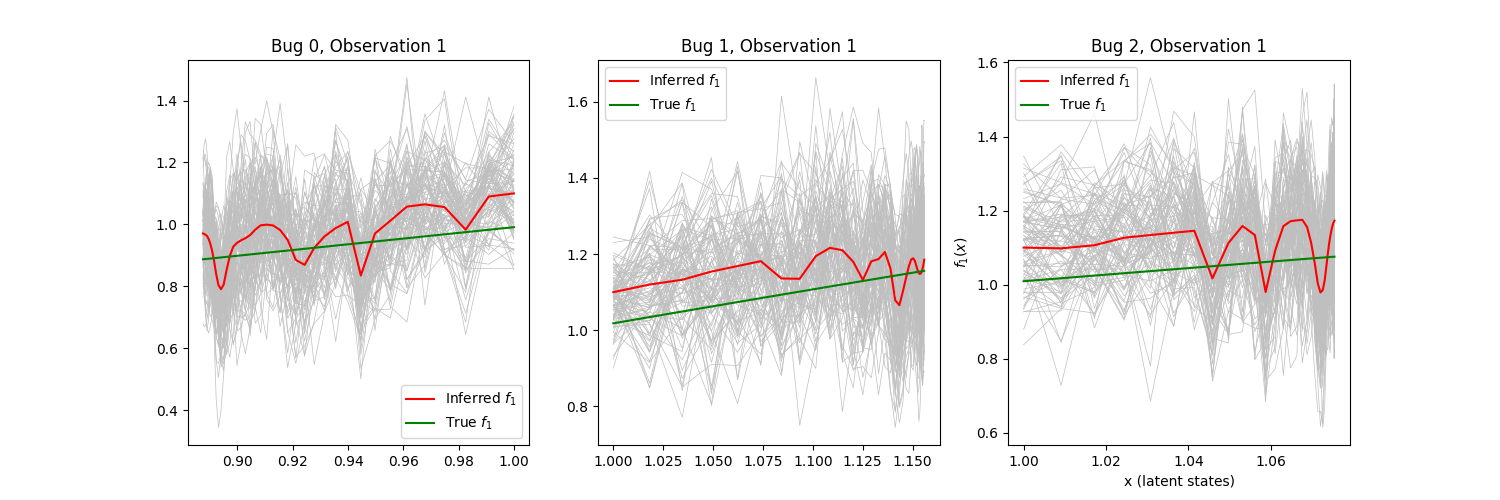 Bug 0, Observation 1
1.4
1.2
1.0
0.8
0.6
0.4
Inferred f₁
True f₁
0.90 0.92 0.94 0.96 0.98 1.00
Bug 1, Observation 1
Inferred f₁
True f₁
1.6
1.4
1.2
1.0
0.8
1.000 1.025 1.050 1.075 1.100 1.125 1.150
Bug 2, Observation 1
Inferred f₁
True f₁
f₁(x)
1.6
1.4
1.2
1.0
0.8
0.6
1.00 1.02 1.04 1.06
x (latent states)